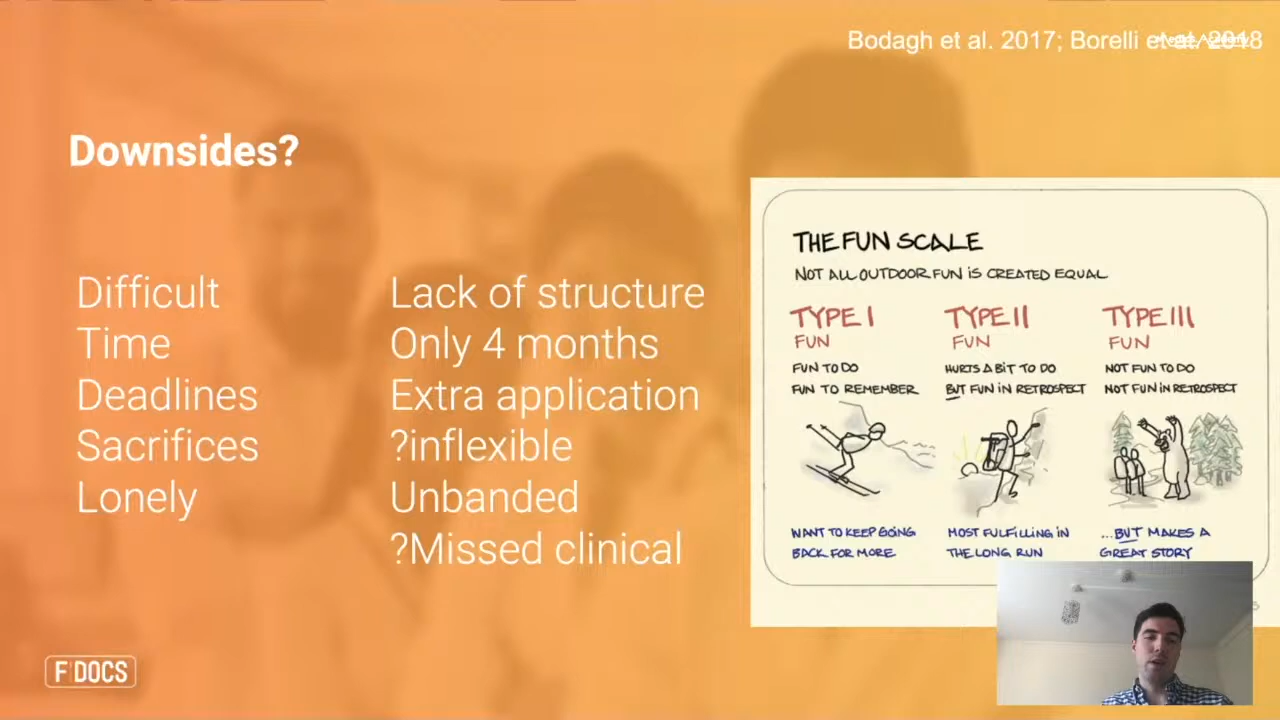 Bodagh et al. 2017; Borelli et al. 2018
Medics.Academy
Downsides?
Difficult
Time
Deadlines
Sacrifices
Lonely
Lack of structure
Only 4 months
Extra application
?inflexible
Unbanded
?Missed clinical
THE FUN SCALE
NOT ALL OUTDOOR FUN IS CREATED EQUAL
TYPE I
FUN
FUN TO DO
FUN TO REMEMBER
WANT TO KEEP GOING
BACK FOR MORE
TYPE II
FUN
HURTS A BIT TO DO
BUT FUN IN RETROSPECT
MOST FULFILLING IN
THE LONG RUN
TYPE III
FUN
NOT FUN TO DO
NOT FUN IN RETROSPECT
...BUT MAKES A
GREAT STORY
F'DOCS